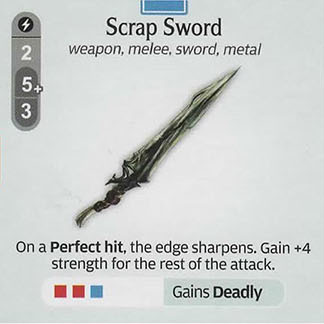 Scrap Sword
weapon, melee, sword, metal
2
5+
3
On a Perfect hit, the edge sharpens. Gain +4
strength for the rest of the attack.
Gains Deadly